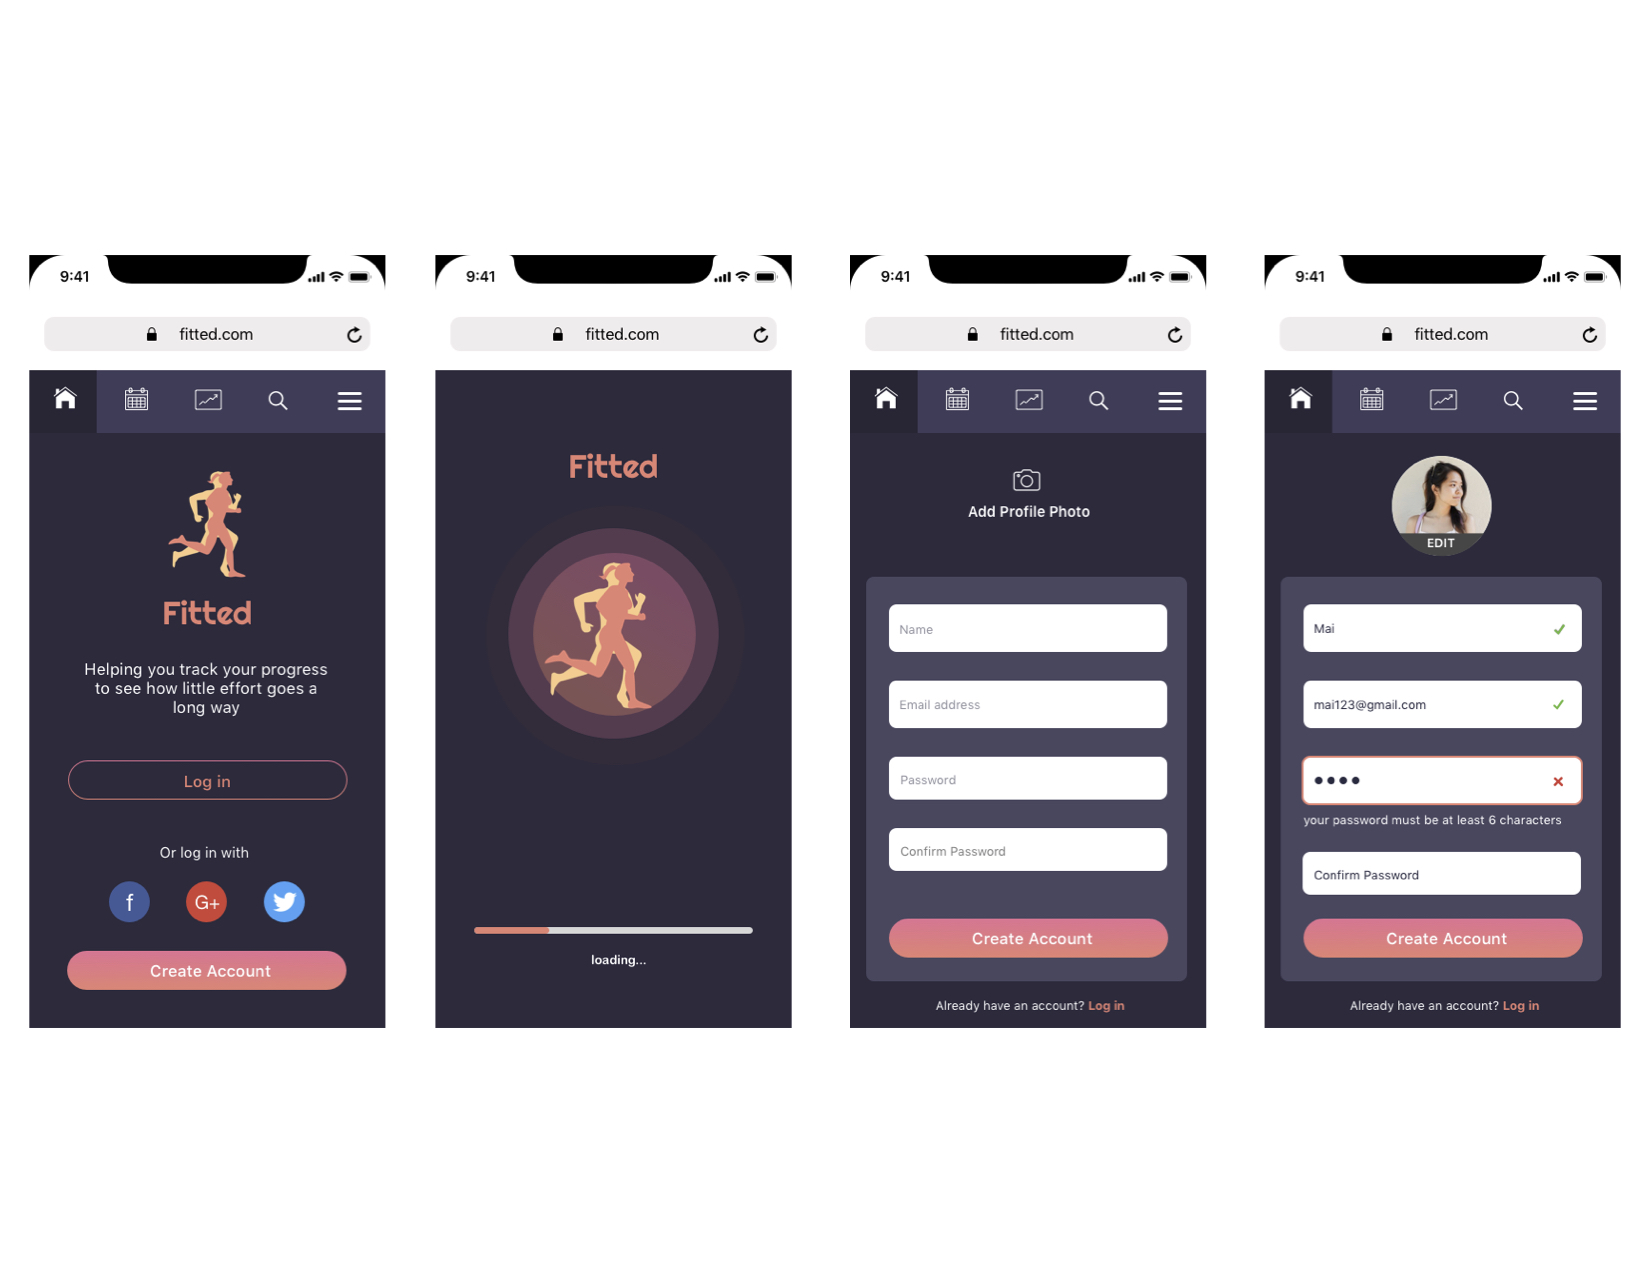 9:41
fitted.com
Fitted
Helping you track your progress
to see how little effort goes a
long way
Log in
Or log in with
f
G+
Create Account
9:41
fitted.com
Fitted
loading...
9:41
fitted.com
Add Profile Photo
Name
Email address
Password
Confirm Password
Create Account
Already have an account? Log in
9:41
fitted.com
EDIT
Mai
mai123@gmail.com
your password must be at least 6 characters
Confirm Password
Create Account
Already have an account? Log in